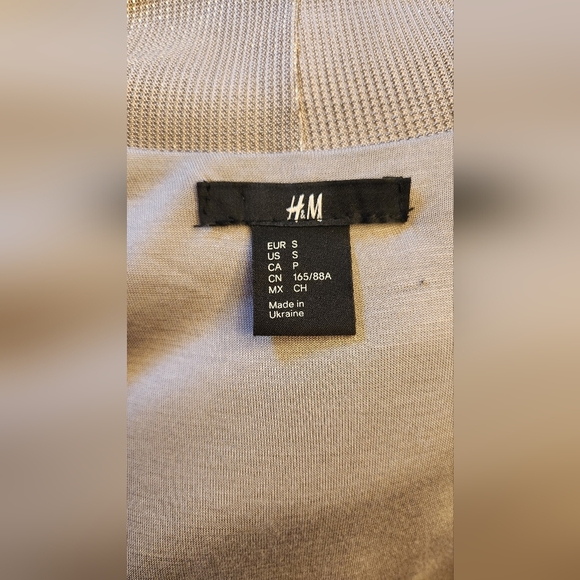 H&M
EUR S
US S
CA P
CN 165/88A
MX CH
Made in
Ukraine